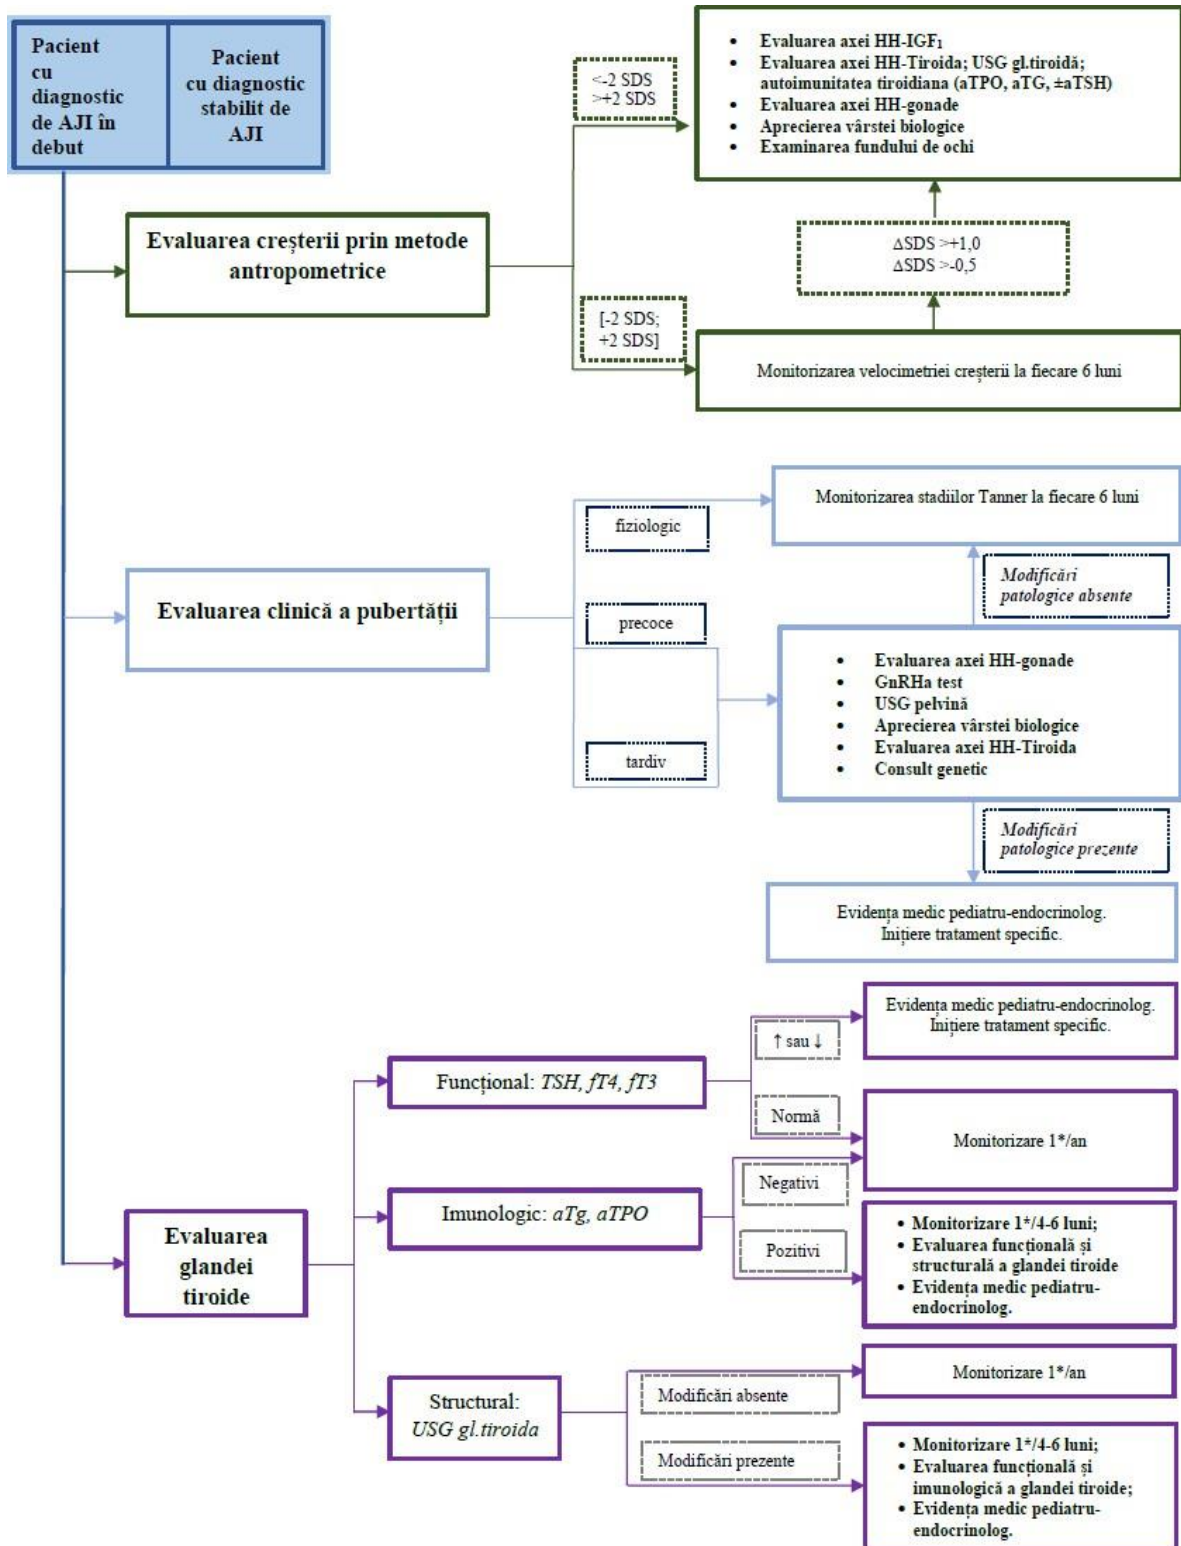 Pacient
cu
diagnostic
de AJI în
debut
Pacient
cu diagnostic
stabilit de
AJI
<-2 SDS
>+2 SDS
• Evaluarea axei HH-IGF₁
• Evaluarea axei HH-Tiroida; USG gl.tiroidă;
autoimunitatea tiroidiana (aTPO, aTG, ±aTSH)
• Evaluarea axei HH-gonade
• Aprecierea vârstei biologice
• Examinarea fundului de ochi
Evaluarea creșterii prin metode
antropometrice
ΔSDS >+1,0
ΔSDS >-0,5
[-2 SDS;
+2 SDS]
Monitorizarea velocimetriei creșterii la fiecare 6 luni
Evaluarea clinică a pubertății
fiziologic
precoce
tardiv
Monitorizarea stadiilor Tanner la fiecare 6 luni
Modificări
patologice absente
• Evaluarea axei HH-gonade
• GnRHa test
• USG pelvină
• Aprecierea vârstei biologice
• Evaluarea axei HH-Tiroida
• Consult genetic
Modificări
patologice prezente
Evidența medic pediatru-endocrinolog.
Inițiere tratament specific.
Evaluarea
glandei
tiroide
Funcțional: TSH, fT4, fT3
↑ sau ↓
Normă
Evidența medic pediatru-endocrinolog.
Inițiere tratament specific.
Monitorizare 1*/an
Imunologic: aTg, aTPO
Negativi
Pozitivi
• Monitorizare 1*/4-6 luni;
• Evaluarea funcțională și
structurală a glandei tiroide
• Evidența medic pediatru-
endocrinolog.
Structural:
USG gl.tiroida
Modificări absente
Modificări prezente
Monitorizare 1*/an
• Monitorizare 1*/4-6 luni;
• Evaluarea funcțională și
imunologică a glandei tiroide;
• Evidența medic pediatru-
endocrinolog.